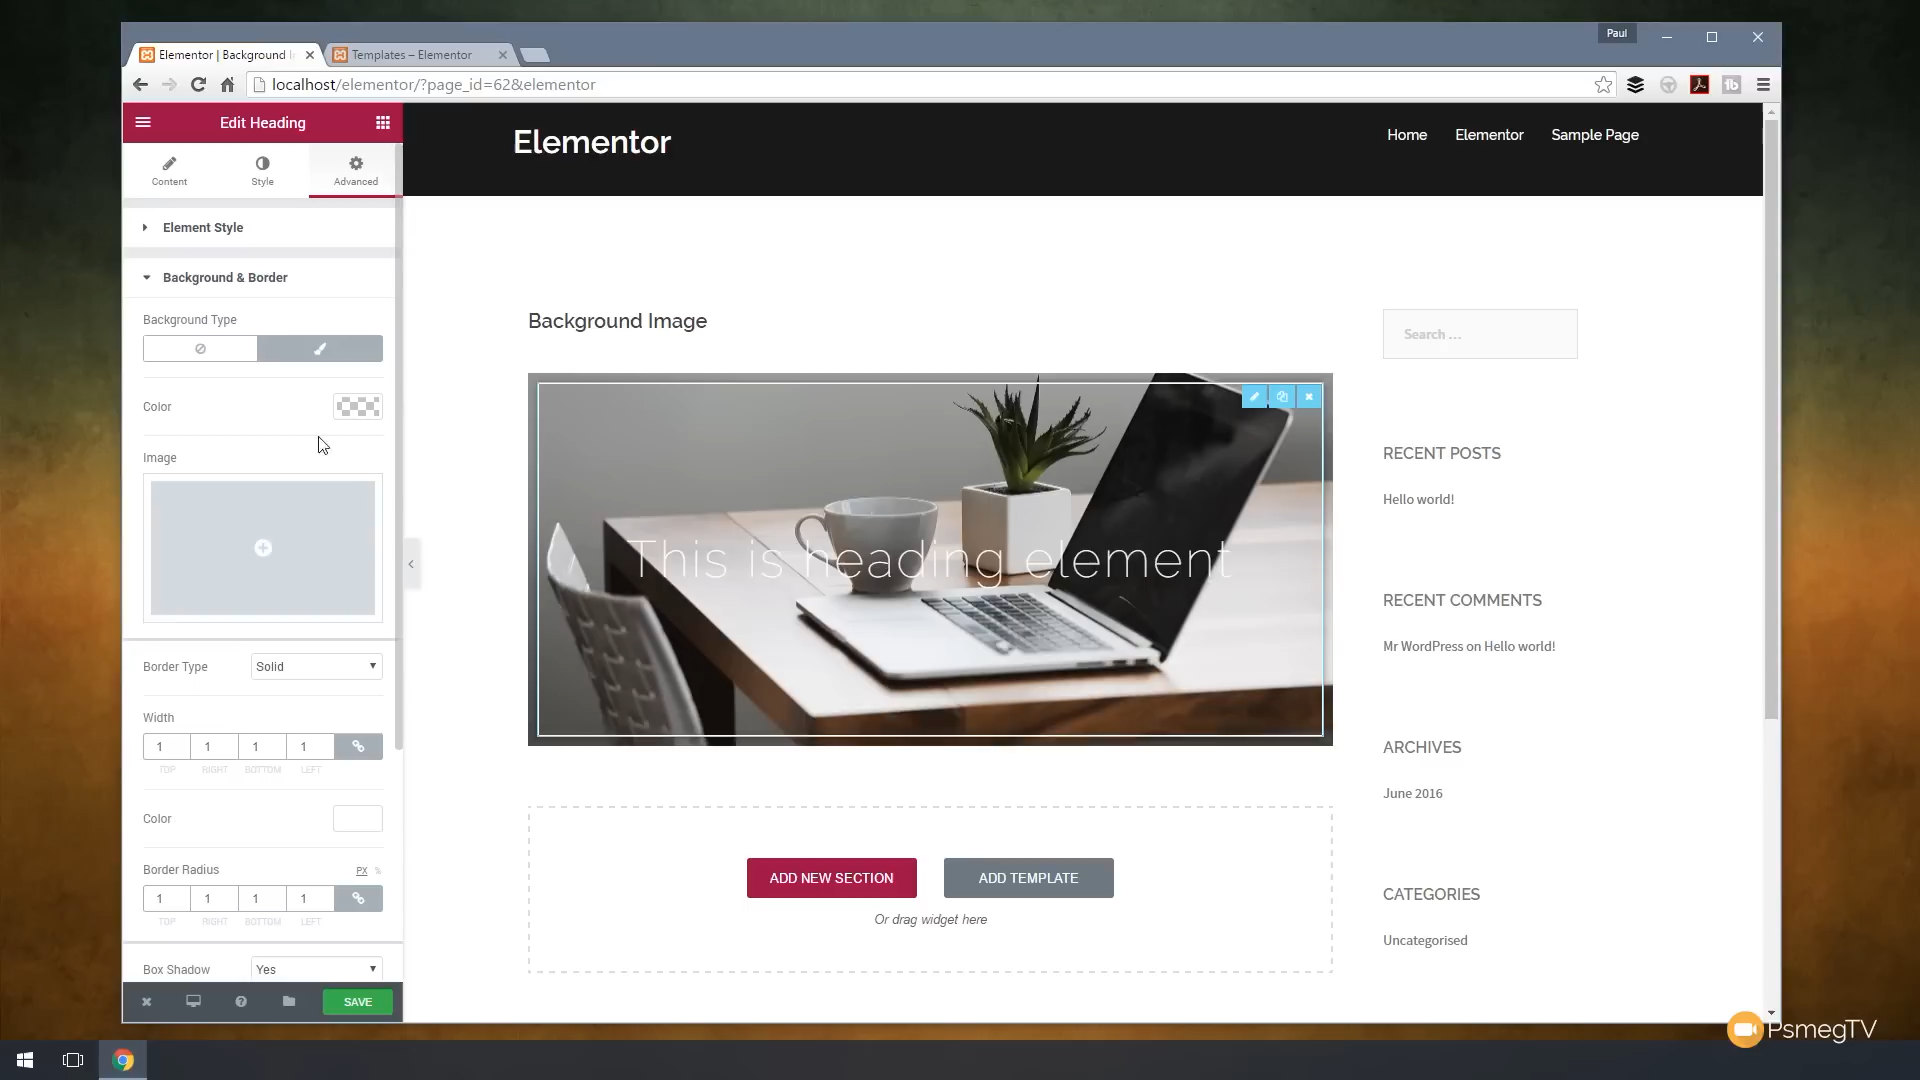 Paul
Elementor | Background I
Templates – Elementor
localhost/elementor/?page_id=62&elementor
Edit Heading
Content
Style
Advanced
Element Style
Background & Border
Background Type
Color
Image
Border Type
Solid
Width
1 1 1 1
TOP RIGHT BOTTOM LEFT
Color
Border Radius
PX %
1 1 1 1
TOP RIGHT BOTTOM LEFT
Box Shadow
Yes
SAVE
Elementor
Home
Elementor
Sample Page
Background Image
This is heading element
ADD NEW SECTION
ADD TEMPLATE
Or drag widget here
Search ...
RECENT POSTS
Hello world!
RECENT COMMENTS
Mr WordPress on Hello world!
ARCHIVES
June 2016
CATEGORIES
Uncategorised
PsmegTV